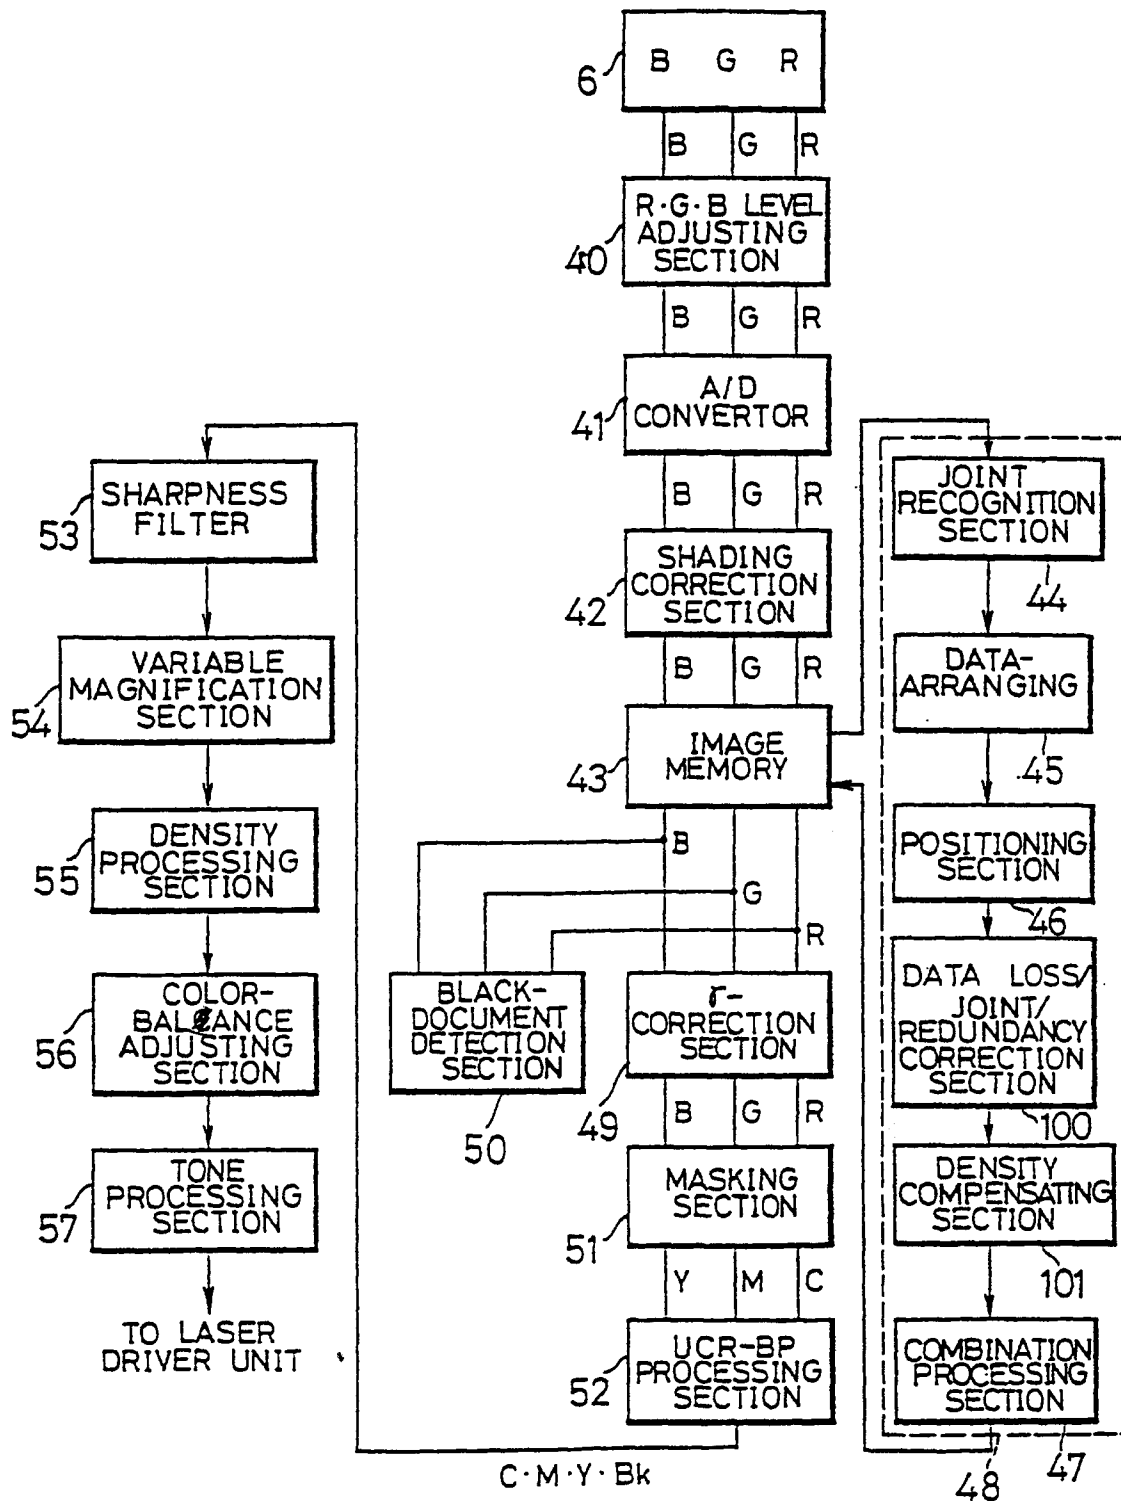 B G R
6
B G R
R·G·B LEVEL
ADJUSTING
SECTION
40
B G R
A/D
CONVERTOR
41
B G R
SHADING
CORRECTION
SECTION
42
B G R
IMAGE
MEMORY
43
B
G
R
BLACK-
DOCUMENT
DETECTION
SECTION
50
γ-
CORRECTION
SECTION
49
B G R
MASKING
SECTION
51
Y M C
UCR-BP
PROCESSING
SECTION
52
C·M·Y·Bk
SHARPNESS
FILTER
53
VARIABLE
MAGNIFICATION
SECTION
54
DENSITY
PROCESSING
SECTION
55
COLOR-
BALANCE
ADJUSTING
SECTION
56
TONE
PROCESSING
SECTION
57
TO LASER
DRIVER UNIT
JOINT
RECOGNITION
SECTION
44
DATA-
ARRANGING
45
POSITIONING
SECTION
46
DATA LOSS/
JOINT/
REDUNDANCY
CORRECTION
SECTION
100
DENSITY
COMPENSATING
SECTION
101
COMBINATION
PROCESSING
SECTION
47
48